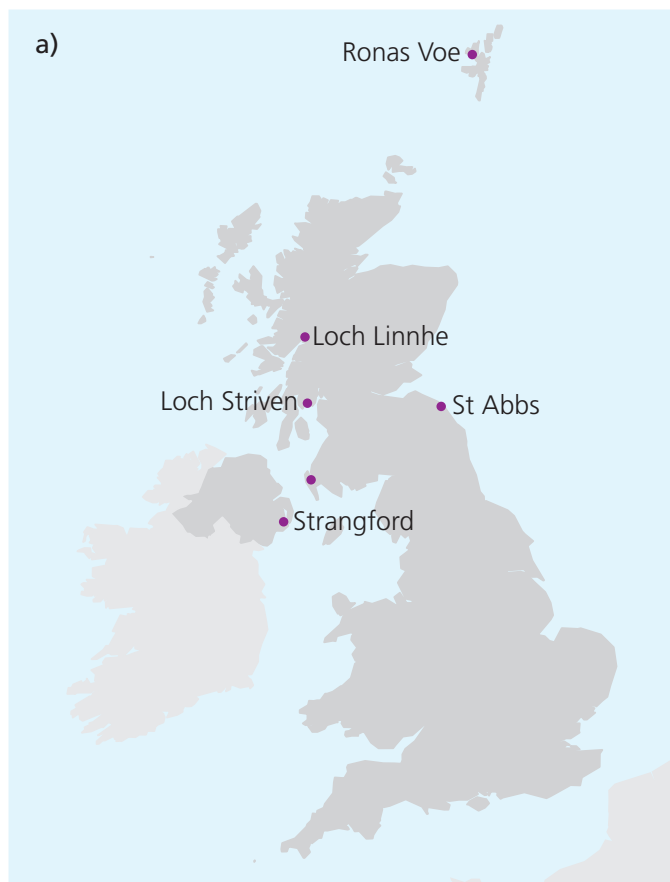 a)
Ronas Voe
Loch Linnhe
Loch Striven
St Abbs
Strangford